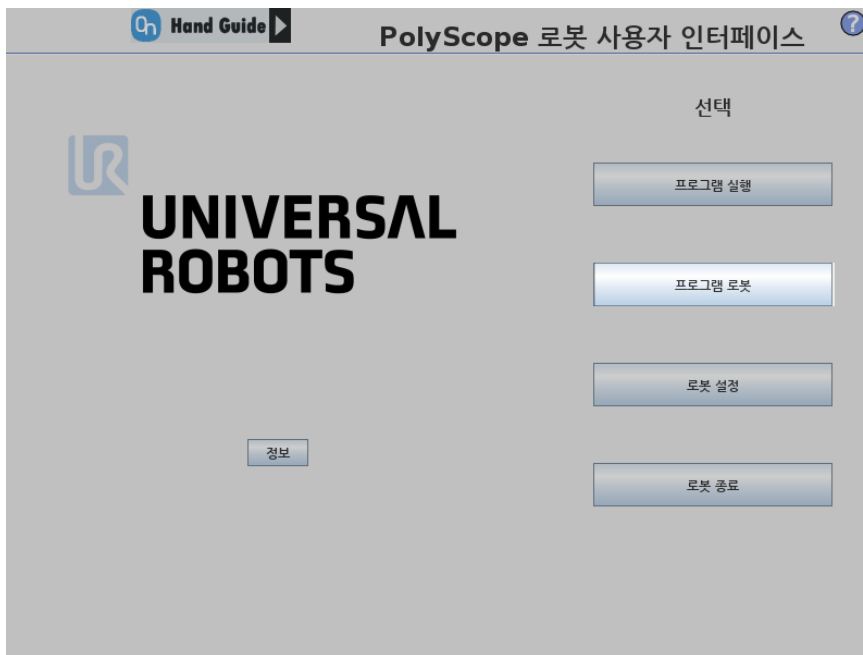 On Hand Guide
PolyScope 로봇 사용자 인터페이스
?
선택
UR
UNIVERSAL
ROBOTS
프로그램 실행
프로그램 로봇
로봇 설정
정보
로봇 종료